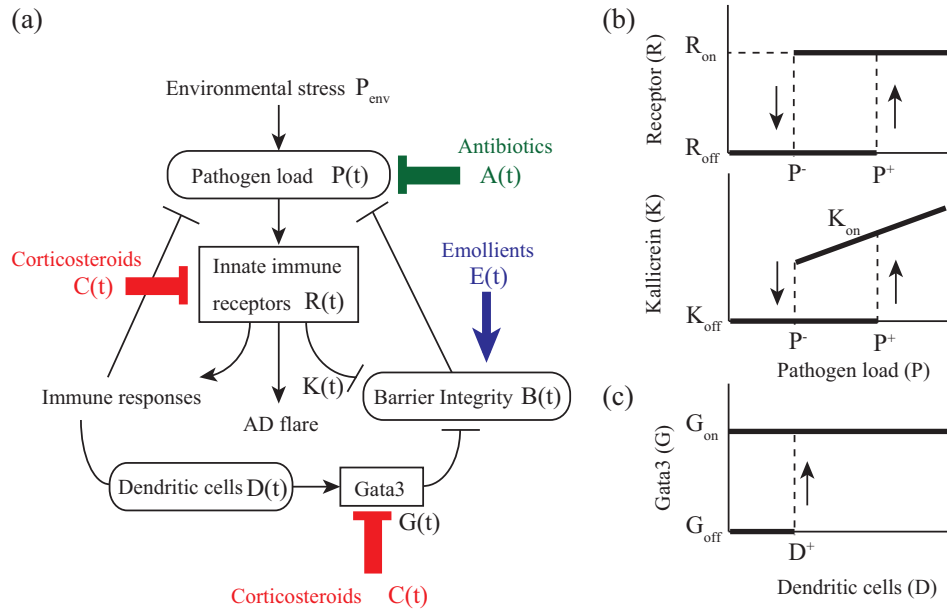 (a)
Environmental stress P_env
Pathogen load P(t)
Antibiotics
A(t)
Corticosteroids
C(t)
Innate immune
receptors R(t)
Emollients
E(t)
K(t)
Immune responses
AD flare
Barrier Integrity B(t)
Dendritic cells D(t)
Gata3
G(t)
Corticosteroids C(t)
(b)
Receptor (R)
R_on
R_off
P^- P^+
Kallicrein (K)
K_on
K_off
P^- P^+
Pathogen load (P)
(c)
Gata3 (G)
G_on
G_off
D^+
Dendritic cells (D)